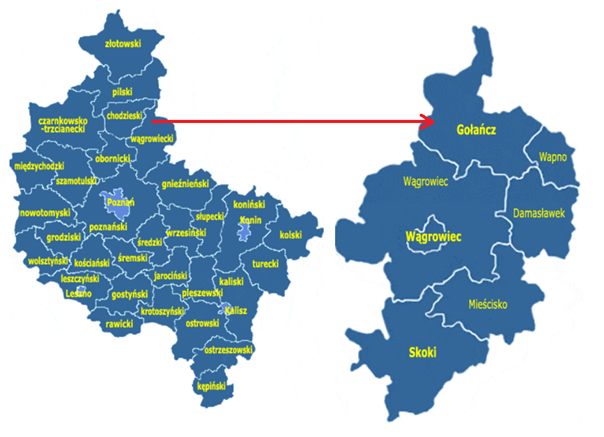 złotowski
pilski
chodzieski
czarnkowsko
-trzcianecki
wągrowiecki
obornicki
międzychodzki
szamotulski
gnieźnieński
Poznań
nowotomyski
słupecki
koniński
Konin
poznański
wrzesiński
kolski
grodziski
średzki
wolsztyński
kościański
śremski
turecki
leszczyński
jarociński
kaliski
Leszno
gostyński
pleszewski
krotoszyński
Kalisz
rawicki
ostrowski
ostrzeszowski
kępiński
Gołańcz
Wapno
Wągrowiec
Damasławek
Wągrowiec
Mieścisko
Skoki